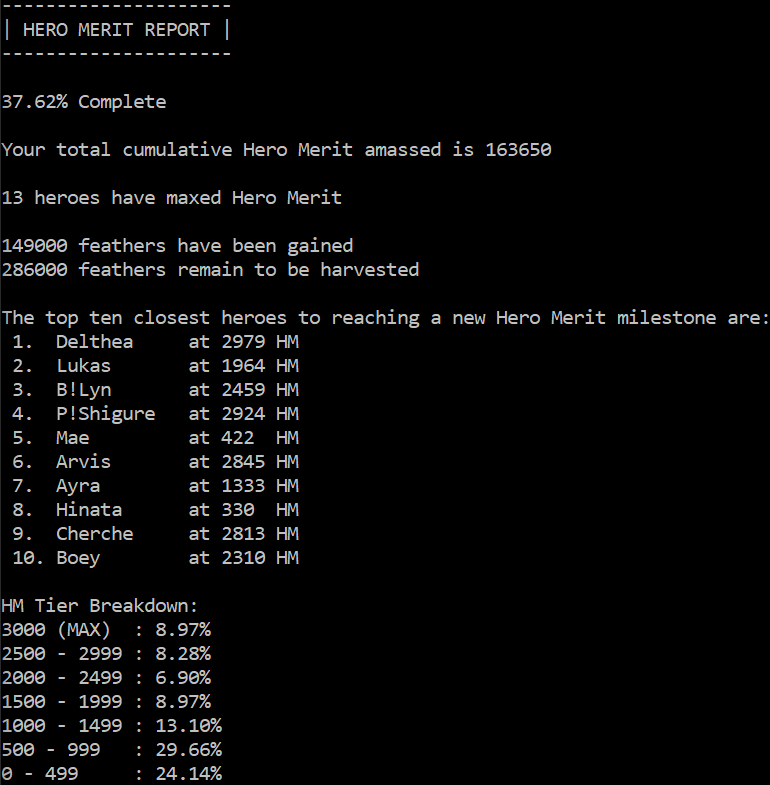 ---------------------
| HERO MERIT REPORT |
---------------------
37.62% Complete
Your total cumulative Hero Merit amassed is 163650
13 heroes have maxed Hero Merit
149000 feathers have been gained
286000 feathers remain to be harvested
The top ten closest heroes to reaching a new Hero Merit milestone are:
1.  Delthea     at 2979 HM
2.  Lukas       at 1964 HM
3.  B!Lyn       at 2459 HM
4.  P!Shigure   at 2924 HM
5.  Mae         at 422  HM
6.  Arvis       at 2845 HM
7.  Ayra        at 1333 HM
8.  Hinata      at 330  HM
9.  Cherche     at 2813 HM
10. Boey        at 2310 HM
HM Tier Breakdown:
3000 (MAX)  : 8.97%
2500 - 2999 : 8.28%
2000 - 2499 : 6.90%
1500 - 1999 : 8.97%
1000 - 1499 : 13.10%
500 - 999   : 29.66%
0 - 499     : 24.14%